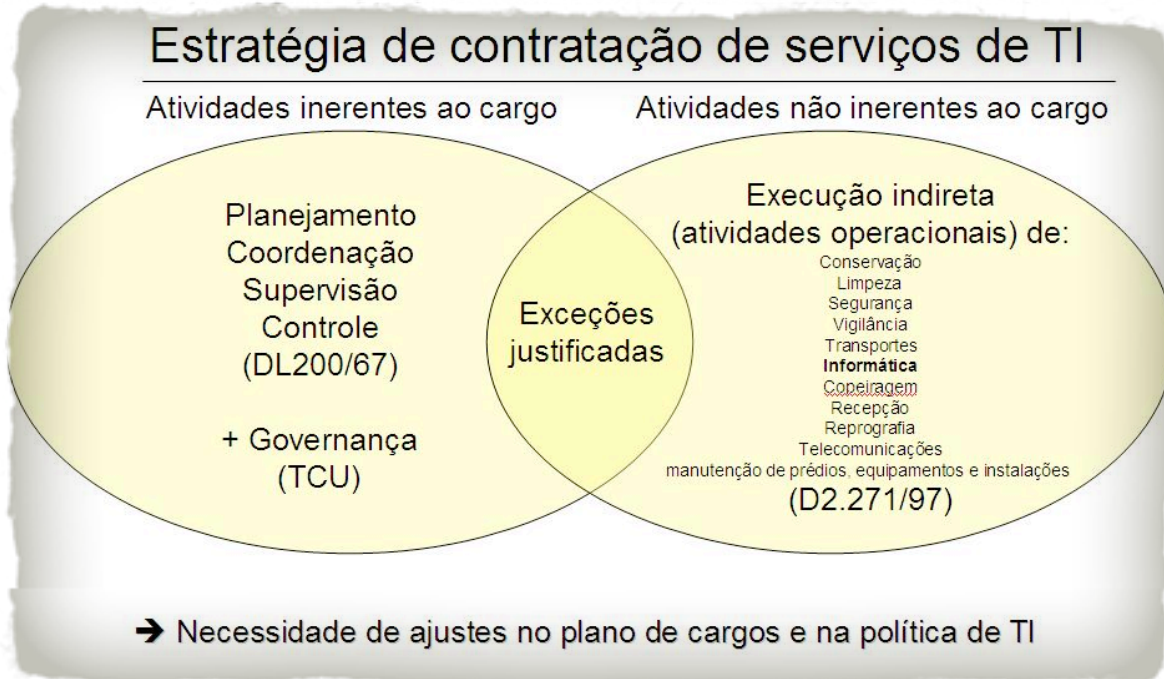 Estratégia de contratação de serviços de TI
Atividades inerentes ao cargo
Atividades não inerentes ao cargo
Planejamento
Coordenação
Supervisão
Controle
(DL200/67)
+ Governança
(TCU)
Exceções
justificadas
Execução indireta
(atividades operacionais) de:
Conservação
Limpeza
Segurança
Vigilância
Transportes
Informática
Copeiragem
Recepção
Reprografia
Telecomunicações
manutenção de prédios, equipamentos e instalações
(D2.271/97)
➔ Necessidade de ajustes no plano de cargos e na política de TI